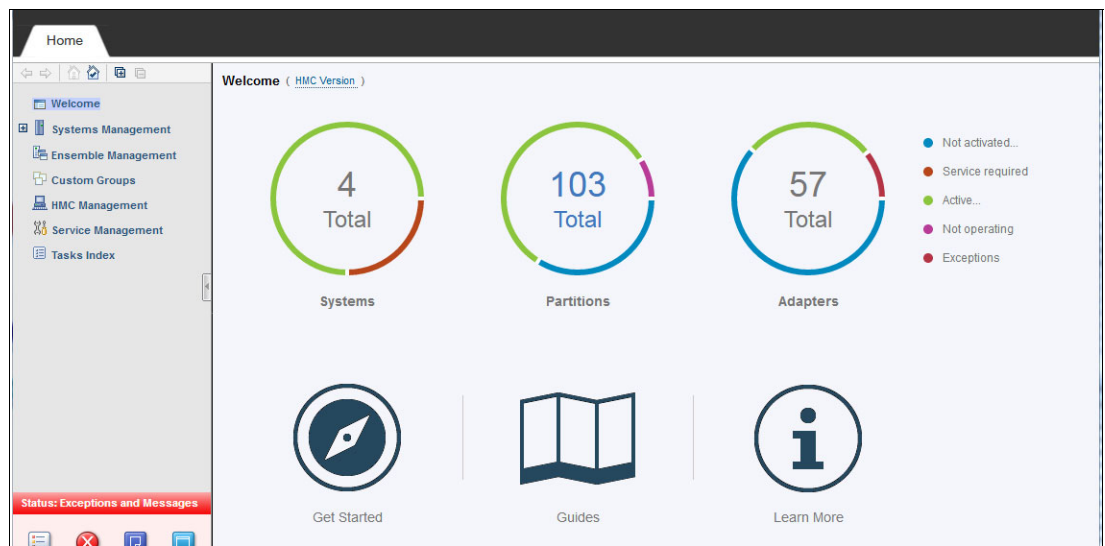 Home
Welcome
Systems Management
Ensemble Management
Custom Groups
HMC Management
Service Management
Tasks Index
Status: Exceptions and Messages
Welcome ( HMC Version )
4
Total
Systems
103
Total
Partitions
57
Total
Adapters
Not activated...
Service required
Active...
Not operating
Exceptions
Get Started
Guides
Learn More